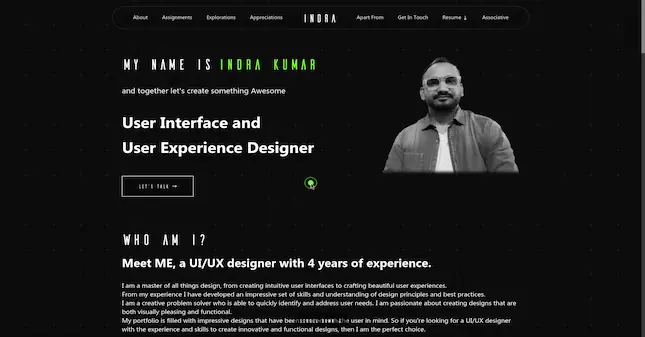 About Assignments Explorations Appreciations INDRA Apart From Get In Touch Resume ↓ Associative
MY NAME IS INDRA KUMAR
and together let's create something Awesome
User Interface and
User Experience Designer
LET'S TALK →
WHO AM I?
Meet ME, a UI/UX designer with 4 years of experience.
I am a master of all things design, from creating intuitive user interfaces to crafting beautiful user experiences.
From my experience I have developed an impressive set of skills and understanding of design principles and best practices.
I am a creative problem solver who is able to quickly identify and address user needs. I am passionate about creating designs that are
both visually pleasing and functional.
My portfolio is filled with impressive designs that have been the user in mind. So if you're looking for a UI/UX designer
with the experience and skills to create innovative and functional designs, then I am the perfect choice.